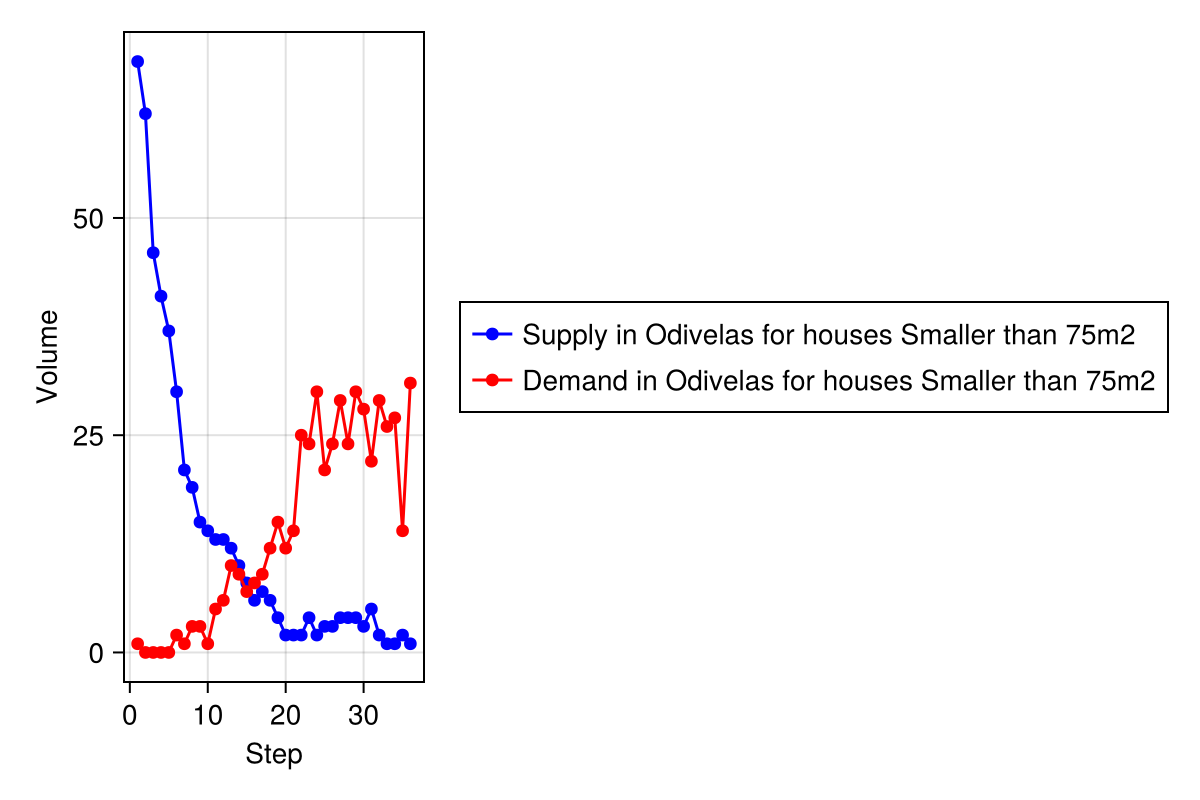 Volume
50
25
0
0 10 20 30
Step
Supply in Odivelas for houses Smaller than 75m2
Demand in Odivelas for houses Smaller than 75m2